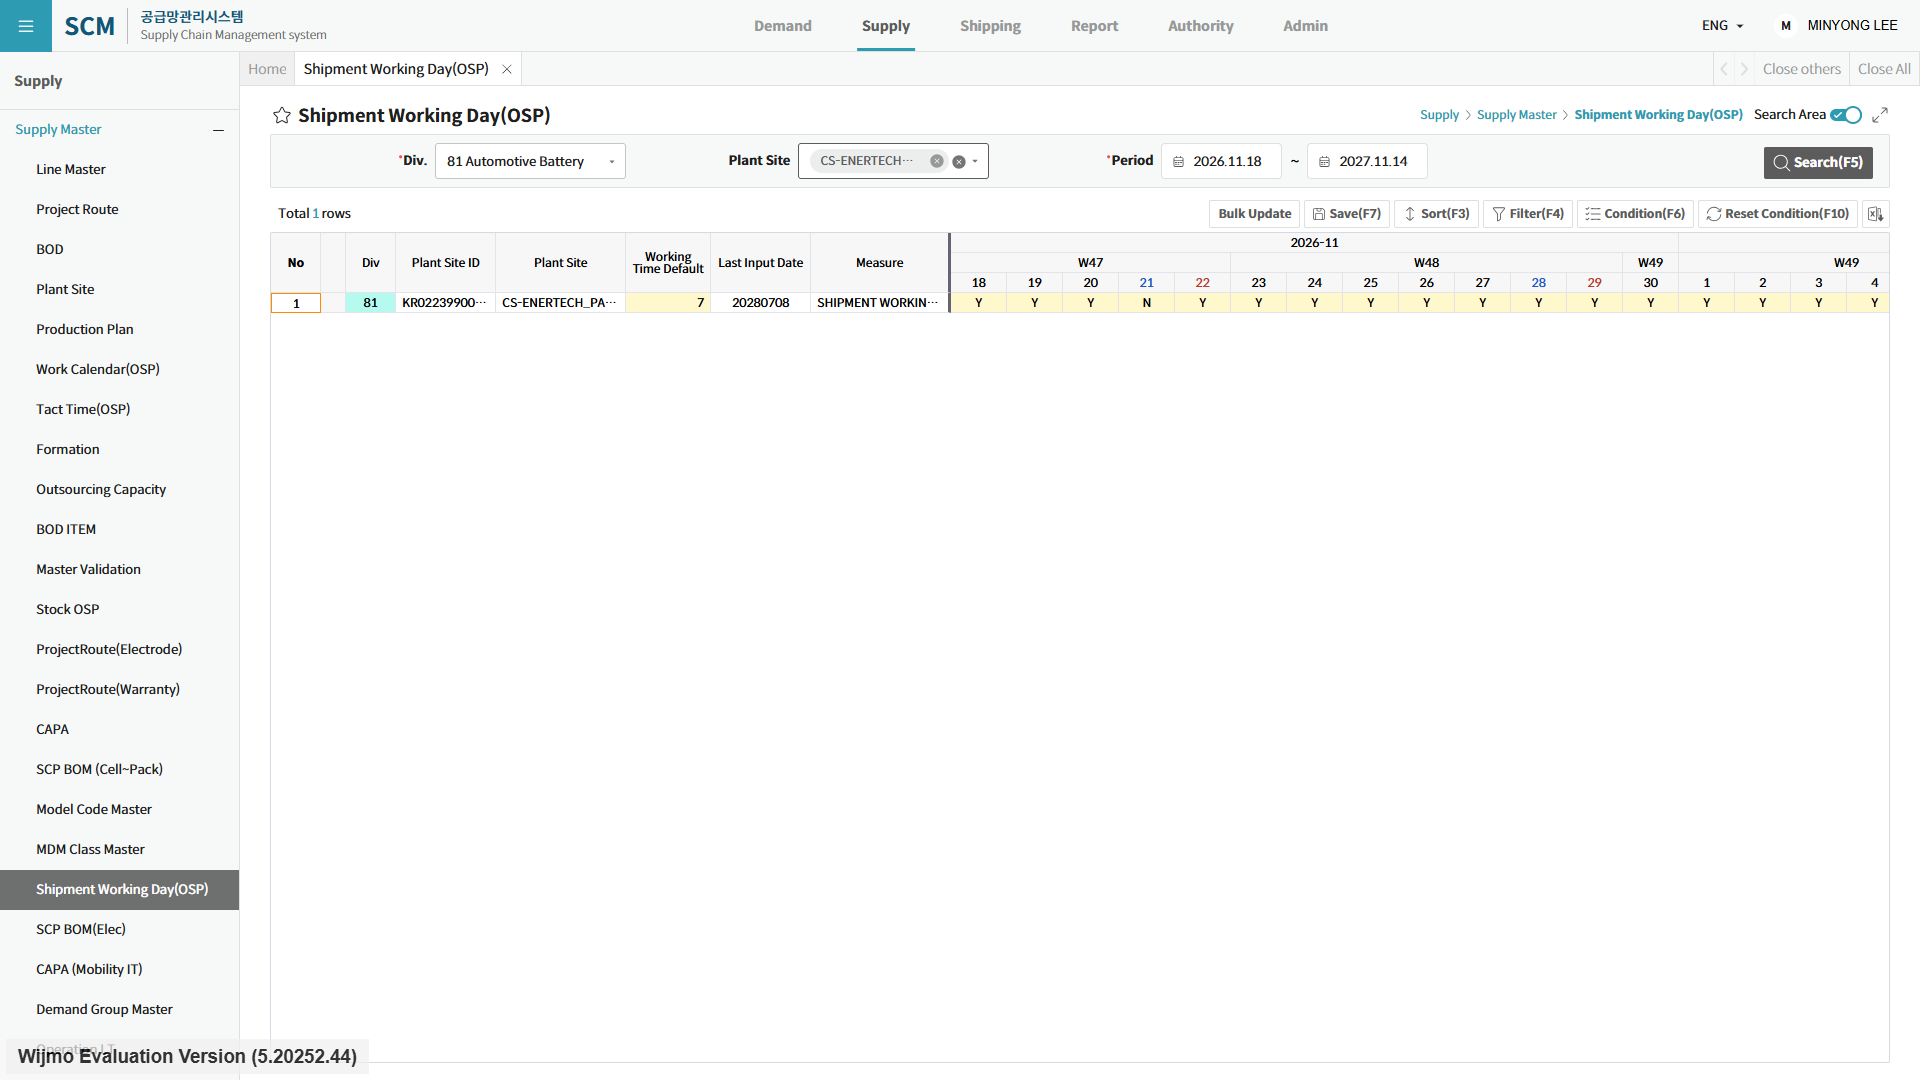 SCM
공급망관리시스템
Supply Chain Management system
Demand
Supply
Shipping
Report
Authority
Admin
ENG
M
MINYONG LEE
Supply
Home
Shipment Working Day(OSP)
Close others
Close All
Supply Master
Line Master
Project Route
BOD
Plant Site
Production Plan
Work Calendar(OSP)
Tact Time(OSP)
Formation
Outsourcing Capacity
BOD ITEM
Master Validation
Stock OSP
ProjectRoute(Electrode)
ProjectRoute(Warranty)
CAPA
SCP BOM (Cell~Pack)
Model Code Master
MDM Class Master
Shipment Working Day(OSP)
SCP BOM(Elec)
CAPA (Mobility IT)
Demand Group Master
Operation LT
Wijmo Evaluation Version (5.20252.44)
Shipment Working Day(OSP)
Supply > Supply Master > Shipment Working Day(OSP)
Search Area
*Div. 81 Automotive Battery
Plant Site CS-ENERTECH···
*Period 2026.11.18 ~ 2027.11.14
Search(F5)
Total 1 rows
Bulk Update
Save(F7)
Sort(F3)
Filter(F4)
Condition(F6)
Reset Condition(F10)
No Div Plant Site ID Plant Site Working Time Default Last Input Date Measure
2026-11
W47 W48 W49 W49
18 19 20 21 22 23 24 25 26 27 28 29 30 1 2 3 4
1 81 KR02239900··· CS-ENERTECH_PA··· 7 20280708 SHIPMENT WORKIN··· Y Y Y N Y Y Y Y Y Y Y Y Y Y Y Y Y